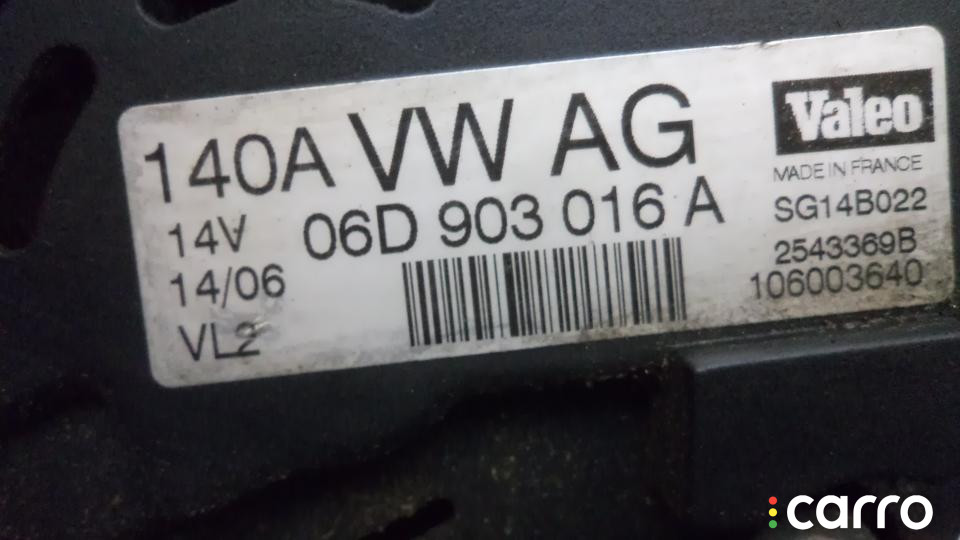 140A VW AG
14V 06D 903 016 A
14/06
VL2
Valeo
MADE IN FRANCE
SG14B022
2543369B
106003640
carro